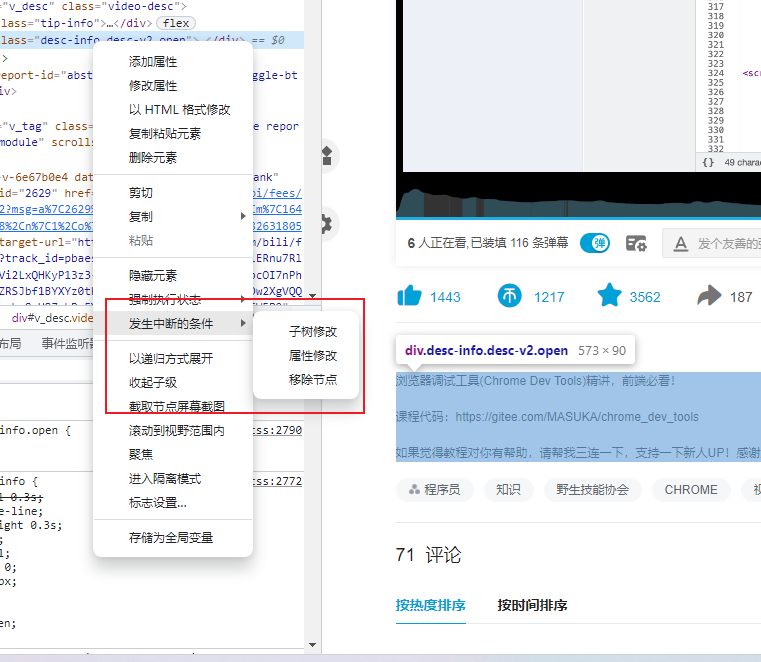 ="v_desc" class="video-desc">
class="tip-info">…</div> flex
class="desc-info desc-v2 open">…</div> == $0
>
report-id="abst
ggle-bt
iv>
="v_tag" class=
e repor
module" scrolls
-v-6e67b0e4 dat
ank"
id="2629" href=
bi/fees/
2?msg=a%7C2629%
Cm%7C164
8%2Cn%7C1%2Co%7
32631805
target-url="htt
m/bili/f
?track_id=pbaes
LERnu7Rl
Vi2LxQHKyP13z3-
ocOI7nPh
ZRSJbf1BYXYz0tH
Ow2XgVQQ
div#v_desc.vide
布局 事件监听器
info.open {
css:2790
info {
css:2772
l 0.3s;
e-line;
ight 0.3s;
;
l;
0;
px;
en;
添加属性
修改属性
以 HTML 格式修改
复制粘贴元素
删除元素
剪切
复制
粘贴
隐藏元素
强制执行状态
发生中断的条件
以递归方式展开
收起子级
截取节点屏幕截图
滚动到视野范围内
聚焦
进入隔离模式
标志设置…
存储为全局变量
子树修改
属性修改
移除节点
317
318
319
320
321
322
323
324 <scr
325
326
327
328
329
330
331
332
{} 49 charac
6 人正在看,已装填 116 条弹幕
弹
A 发个友善的弹
1443 1217 3562 187
div.desc-info.desc-v2.open 573 × 90
浏览器调试工具(Chrome Dev Tools)精讲，前端必看！
课程代码：https://gitee.com/MASUKA/chrome_dev_tools
如果觉得教程对你有帮助，请帮我三连一下，支持一下新人UP！感谢
程序员 知识 野生技能协会 CHROME 视
71 评论
按热度排序 按时间排序